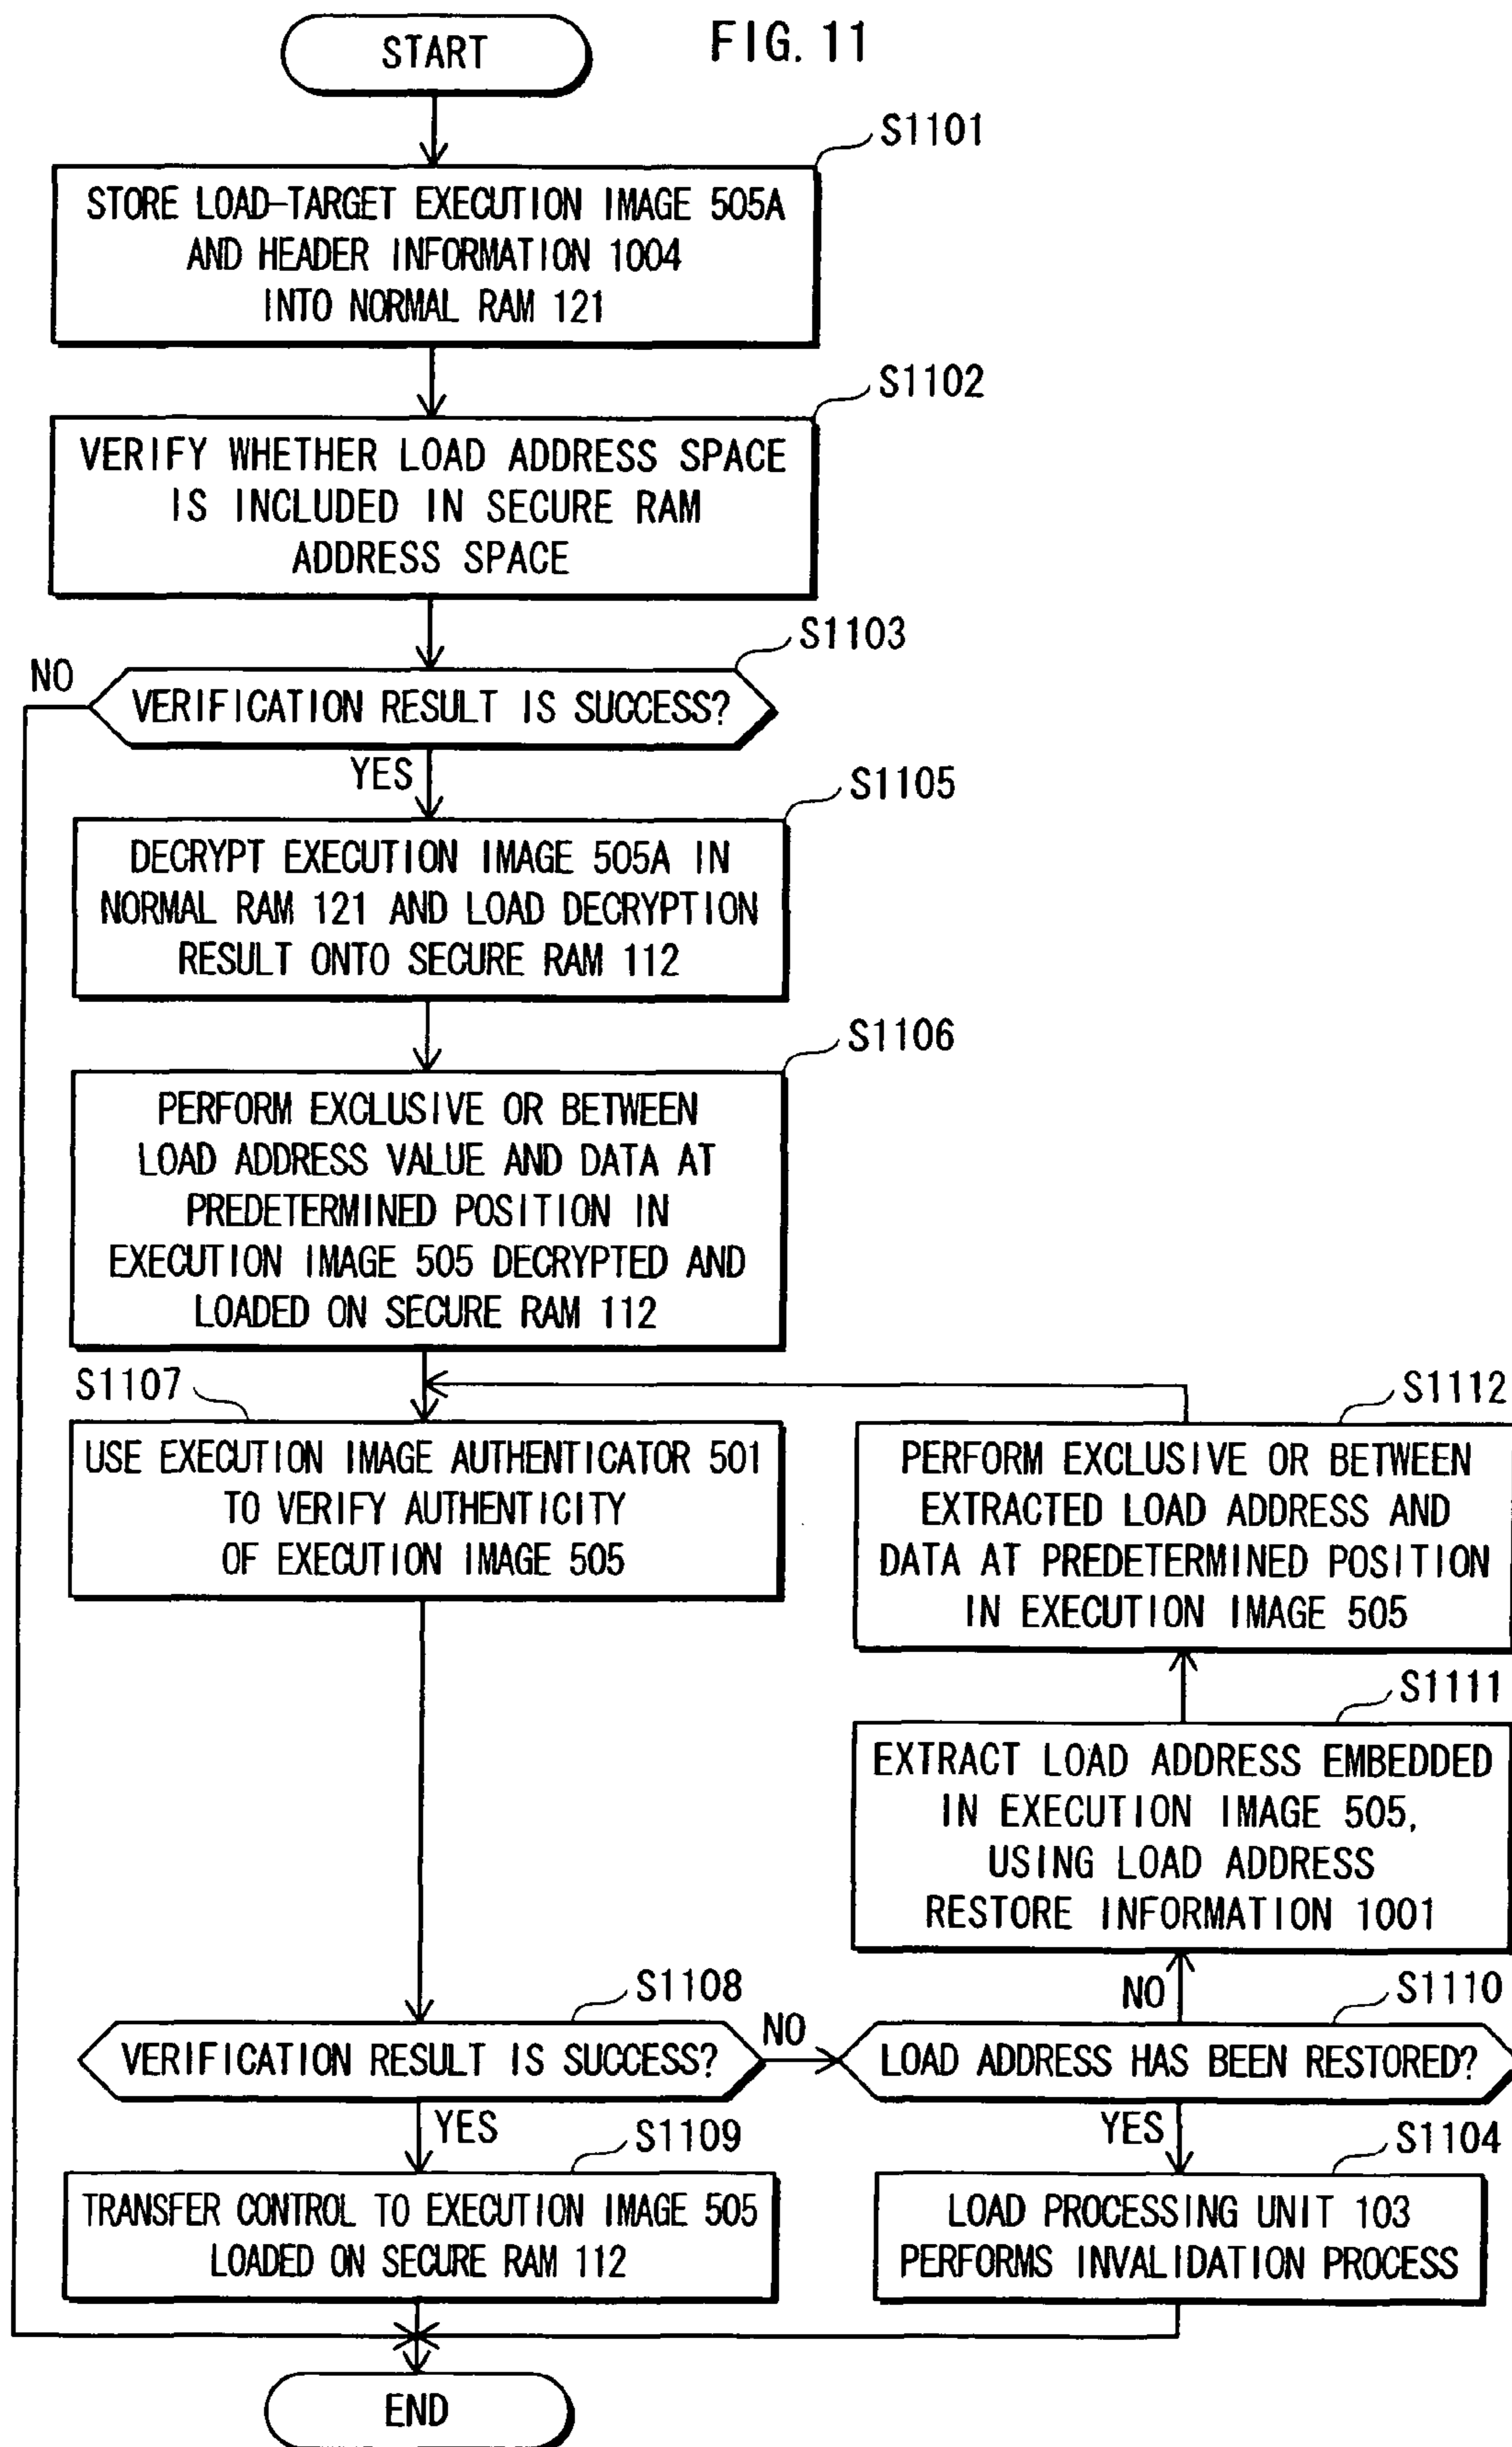 FIG. 11
START
S1101
STORE LOAD-TARGET EXECUTION IMAGE 505A
AND HEADER INFORMATION 1004
INTO NORMAL RAM 121
S1102
VERIFY WHETHER LOAD ADDRESS SPACE
IS INCLUDED IN SECURE RAM
ADDRESS SPACE
S1103
NO
VERIFICATION RESULT IS SUCCESS?
YES
S1105
DECRYPT EXECUTION IMAGE 505A IN
NORMAL RAM 121 AND LOAD DECRYPTION
RESULT ONTO SECURE RAM 112
S1106
PERFORM EXCLUSIVE OR BETWEEN
LOAD ADDRESS VALUE AND DATA AT
PREDETERMINED POSITION IN
EXECUTION IMAGE 505 DECRYPTED AND
LOADED ON SECURE RAM 112
S1107
USE EXECUTION IMAGE AUTHENTICATOR 501
TO VERIFY AUTHENTICITY
OF EXECUTION IMAGE 505
S1112
PERFORM EXCLUSIVE OR BETWEEN
EXTRACTED LOAD ADDRESS AND
DATA AT PREDETERMINED POSITION
IN EXECUTION IMAGE 505
S1111
EXTRACT LOAD ADDRESS EMBEDDED
IN EXECUTION IMAGE 505,
USING LOAD ADDRESS
RESTORE INFORMATION 1001
S1108
VERIFICATION RESULT IS SUCCESS?
NO
NO
S1110
LOAD ADDRESS HAS BEEN RESTORED?
YES
S1109
TRANSFER CONTROL TO EXECUTION IMAGE 505
LOADED ON SECURE RAM 112
YES
S1104
LOAD PROCESSING UNIT 103
PERFORMS INVALIDATION PROCESS
END